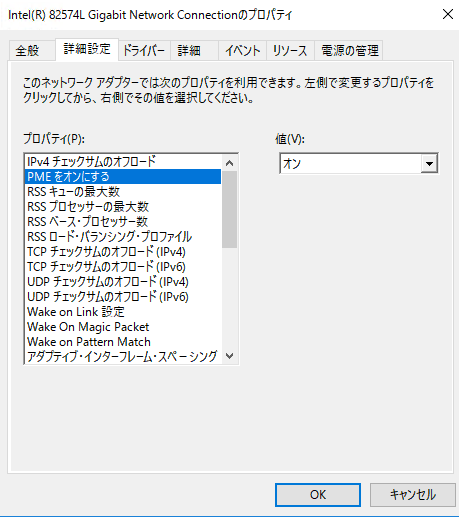 Intel(R) 82574L Gigabit Network Connectionのプロパティ
全般 詳細設定 ドライバー 詳細 イベント リソース 電源の管理
このネットワーク アダプターでは次のプロパティを利用できます。左側で変更するプロパティを
クリックしてから、右側でその値を選択してください。
プロパティ(P): 値(V):
IPv4 チェックサムのオフロード オン
PME をオンにする
RSS キューの最大数
RSS プロセッサーの最大数
RSS ベース・プロセッサー数
RSS ロード・バランシング・プロファイル
TCP チェックサムのオフロード (IPv4)
TCP チェックサムのオフロード (IPv6)
UDP チェックサムのオフロード (IPv4)
UDP チェックサムのオフロード (IPv6)
Wake on Link 設定
Wake On Magic Packet
Wake on Pattern Match
アダプティブ・インターフレーム・スペーシング
OK キャンセル